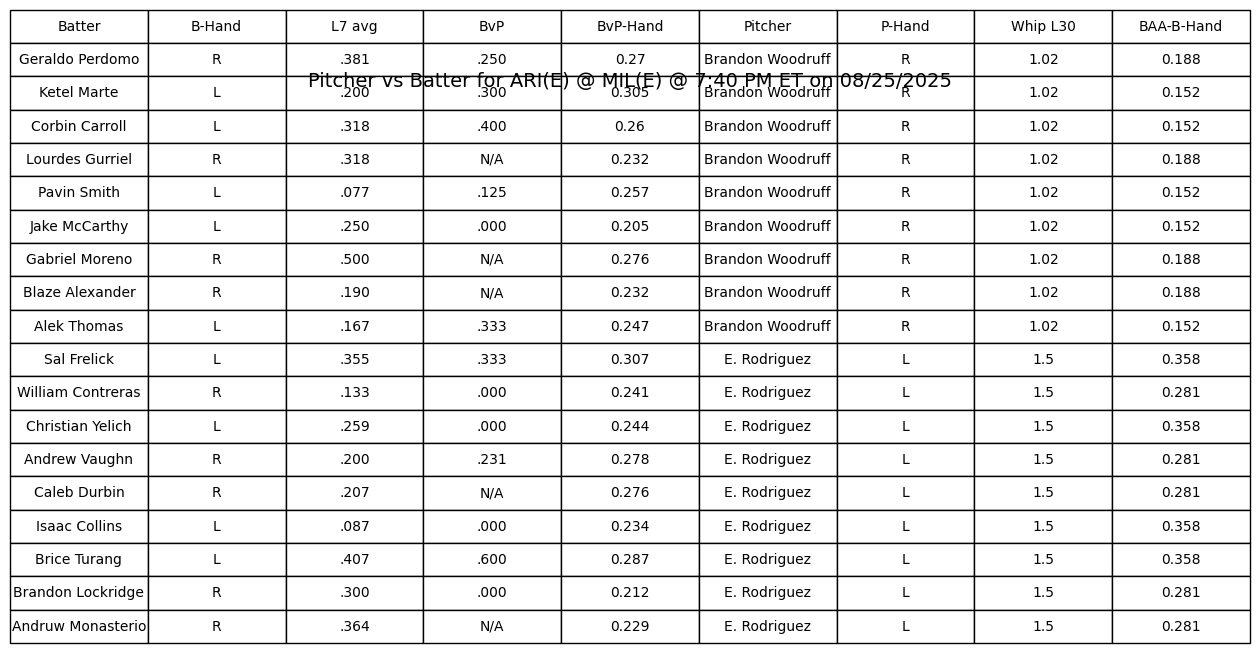 Batter B-Hand L7 avg BvP BvP-Hand Pitcher P-Hand Whip L30 BAA-B-Hand
Geraldo Perdomo R .381 .250 0.27 Brandon Woodruff R 1.02 0.188
Pitcher vs Batter for ARI(E) @ MIL(E) @ 7:40 PM ET on 08/25/2025
Ketel Marte L .200 .300 0.305 Brandon Woodruff R 1.02 0.152
Corbin Carroll L .318 .400 0.26 Brandon Woodruff R 1.02 0.152
Lourdes Gurriel R .318 N/A 0.232 Brandon Woodruff R 1.02 0.188
Pavin Smith L .077 .125 0.257 Brandon Woodruff R 1.02 0.152
Jake McCarthy L .250 .000 0.205 Brandon Woodruff R 1.02 0.152
Gabriel Moreno R .500 N/A 0.276 Brandon Woodruff R 1.02 0.188
Blaze Alexander R .190 N/A 0.232 Brandon Woodruff R 1.02 0.188
Alek Thomas L .167 .333 0.247 Brandon Woodruff R 1.02 0.152
Sal Frelick L .355 .333 0.307 E. Rodriguez L 1.5 0.358
William Contreras R .133 .000 0.241 E. Rodriguez L 1.5 0.281
Christian Yelich L .259 .000 0.244 E. Rodriguez L 1.5 0.358
Andrew Vaughn R .200 .231 0.278 E. Rodriguez L 1.5 0.281
Caleb Durbin R .207 N/A 0.276 E. Rodriguez L 1.5 0.281
Isaac Collins L .087 .000 0.234 E. Rodriguez L 1.5 0.358
Brice Turang L .407 .600 0.287 E. Rodriguez L 1.5 0.358
Brandon Lockridge R .300 .000 0.212 E. Rodriguez L 1.5 0.281
Andruw Monasterio R .364 N/A 0.229 E. Rodriguez L 1.5 0.281